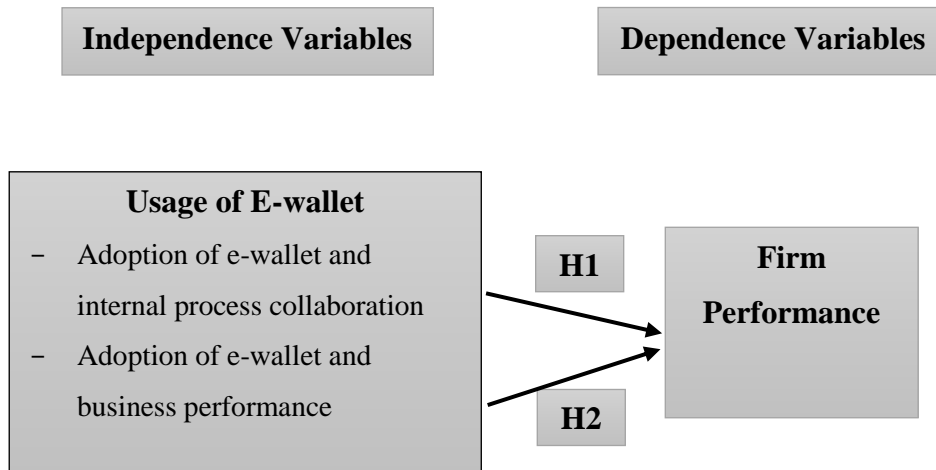 Independence Variables
Dependence Variables
Usage of E-wallet
- Adoption of e-wallet and
internal process collaboration
- Adoption of e-wallet and
business performance
H1
H2
Firm
Performance